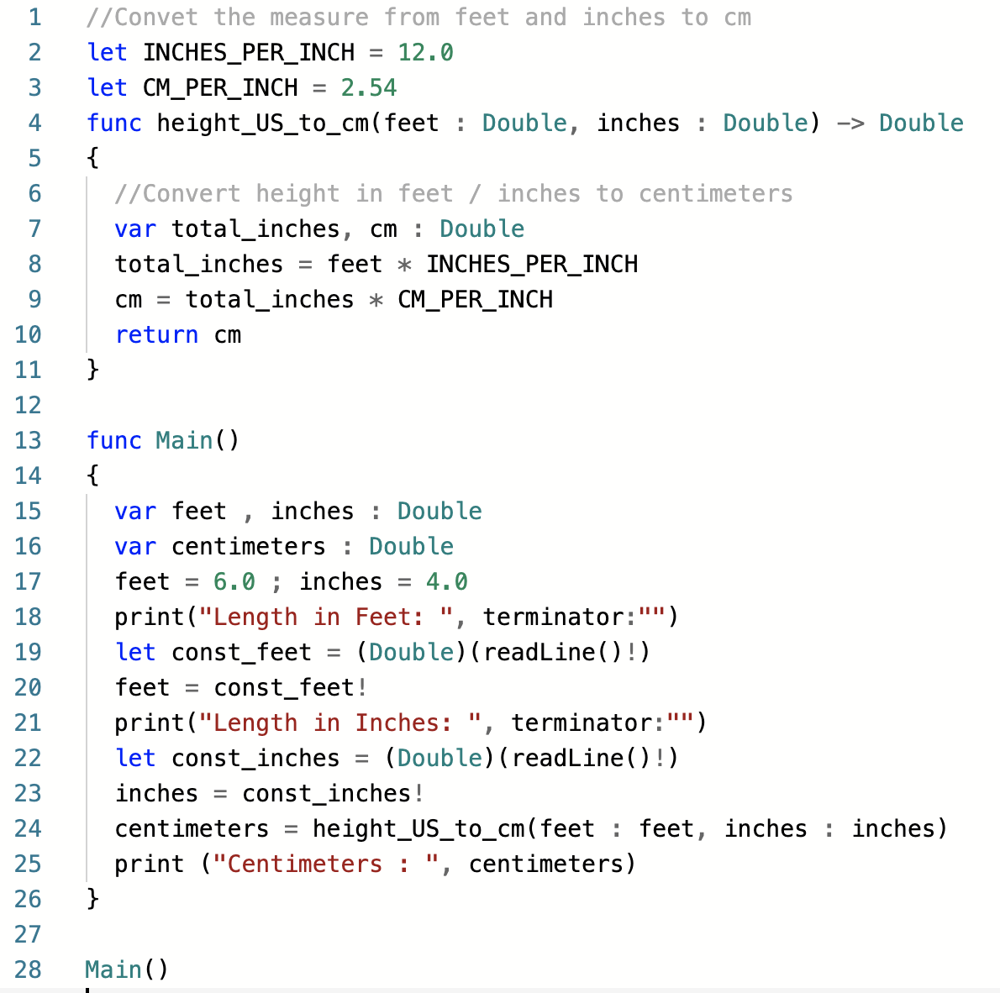 1 //Convet the measure from feet and inches to cm
2 let INCHES_PER_INCH = 12.0
3 let CM_PER_INCH = 2.54
4 func height_US_to_cm(feet : Double, inches : Double) -> Double
5 {
6 //Convert height in feet / inches to centimeters
7 var total_inches, cm : Double
8 total_inches = feet * INCHES_PER_INCH
9 cm = total_inches * CM_PER_INCH
10 return cm
11 }
12
13 func Main()
14 {
15 var feet , inches : Double
16 var centimeters : Double
17 feet = 6.0 ; inches = 4.0
18 print("Length in Feet: ", terminator:"")
19 let const_feet = (Double)(readLine()!)
20 feet = const_feet!
21 print("Length in Inches: ", terminator:"")
22 let const_inches = (Double)(readLine()!)
23 inches = const_inches!
24 centimeters = height_US_to_cm(feet : feet, inches : inches)
25 print ("Centimeters : ", centimeters)
26 }
27
28 Main()